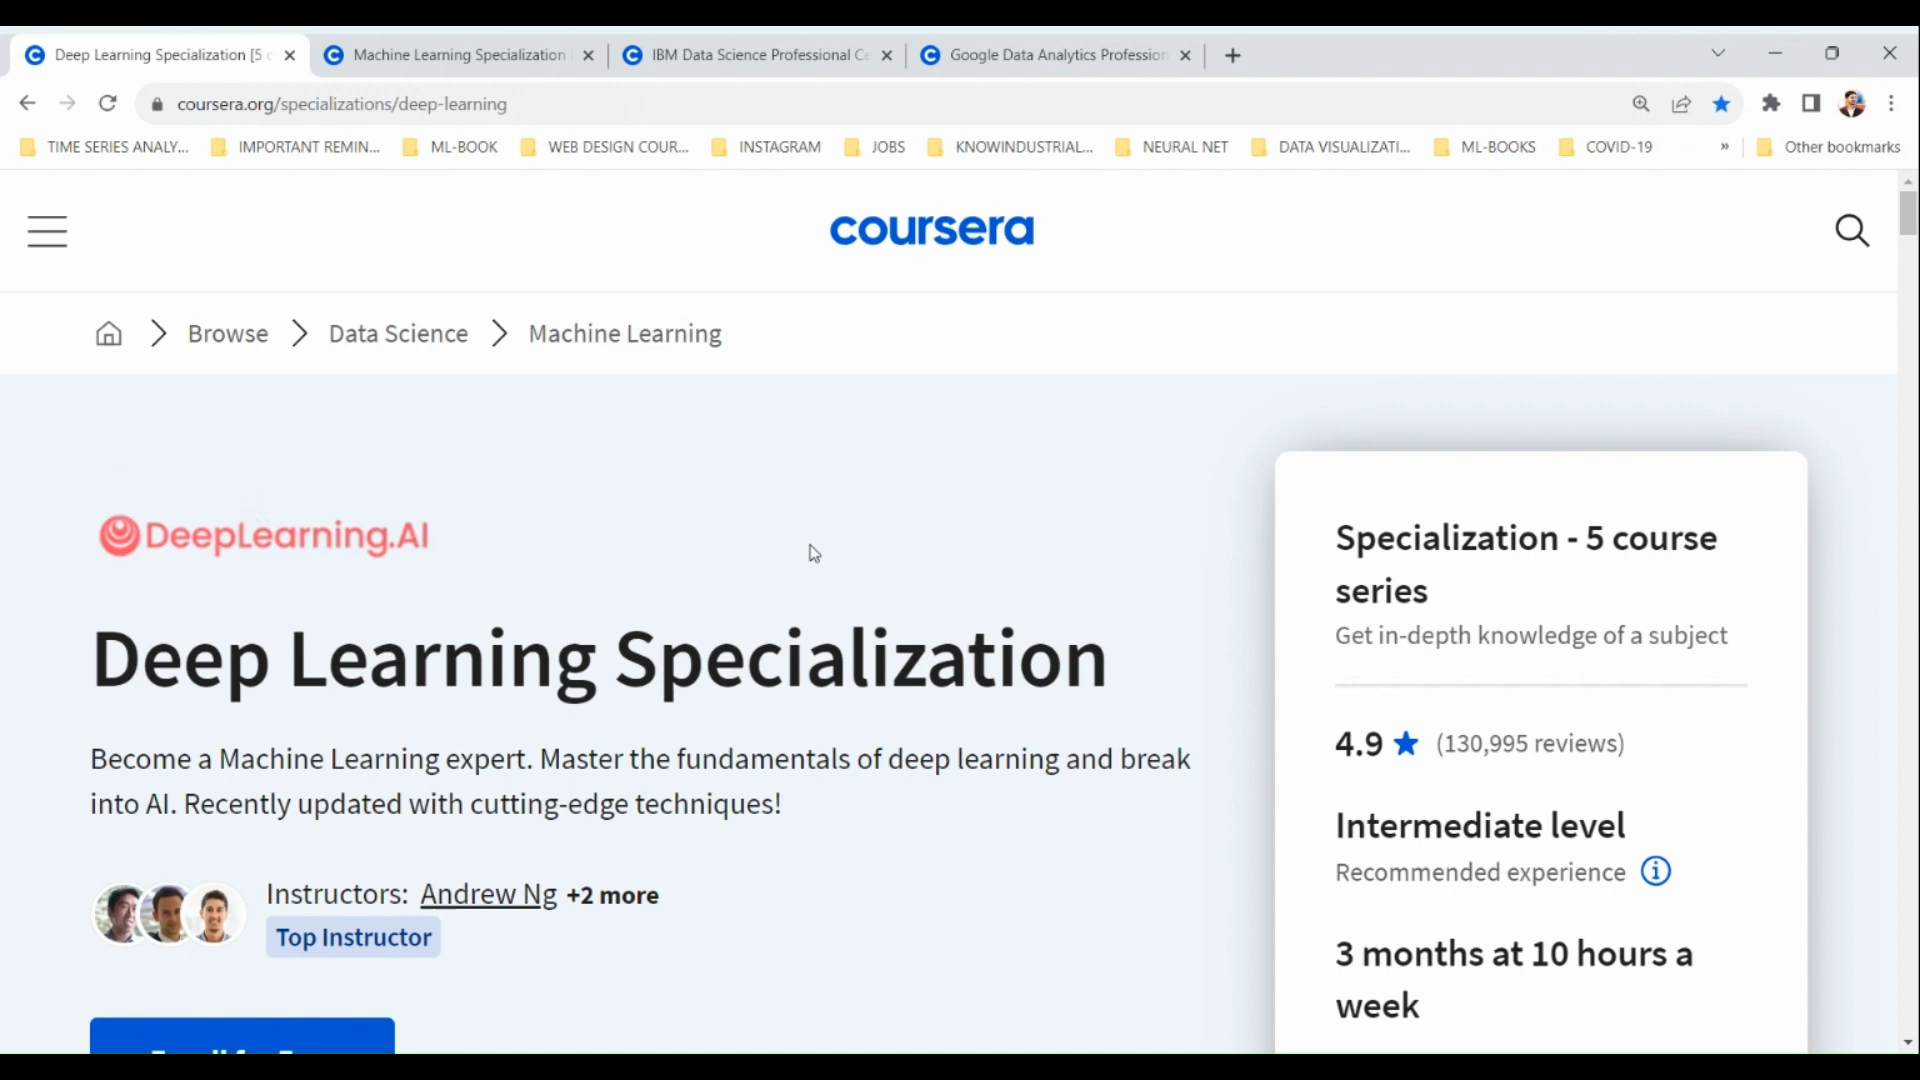 Deep Learning Specialization [5 c
Machine Learning Specialization
IBM Data Science Professional Ce
Google Data Analytics Profession
coursera.org/specializations/deep-learning
TIME SERIES ANALY...
IMPORTANT REMIN...
ML-BOOK
WEB DESIGN COUR...
INSTAGRAM
JOBS
KNOWINDUSTRIAL...
NEURAL NET
DATA VISUALIZATI...
ML-BOOKS
COVID-19
»
Other bookmarks
coursera
Browse
Data Science
Machine Learning
DeepLearning.AI
Deep Learning Specialization
Become a Machine Learning expert. Master the fundamentals of deep learning and break
into AI. Recently updated with cutting-edge techniques!
Instructors: Andrew Ng +2 more
Top Instructor
Specialization - 5 course
series
Get in-depth knowledge of a subject
4.9 ★ (130,995 reviews)
Intermediate level
Recommended experience
3 months at 10 hours a
week